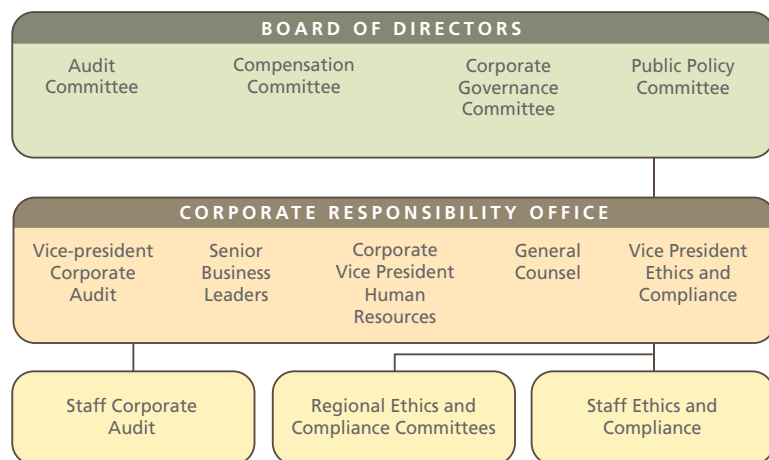 BOARD OF DIRECTORS
Audit
Committee
Compensation
Committee
Corporate
Governance
Committee
Public Policy
Committee
CORPORATE RESPONSIBILITY OFFICE
Vice-president
Corporate
Audit
Senior
Business
Leaders
Corporate
Vice President
Human
Resources
General
Counsel
Vice President
Ethics and
Compliance
Staff Corporate
Audit
Regional Ethics and
Compliance Committees
Staff Ethics and
Compliance